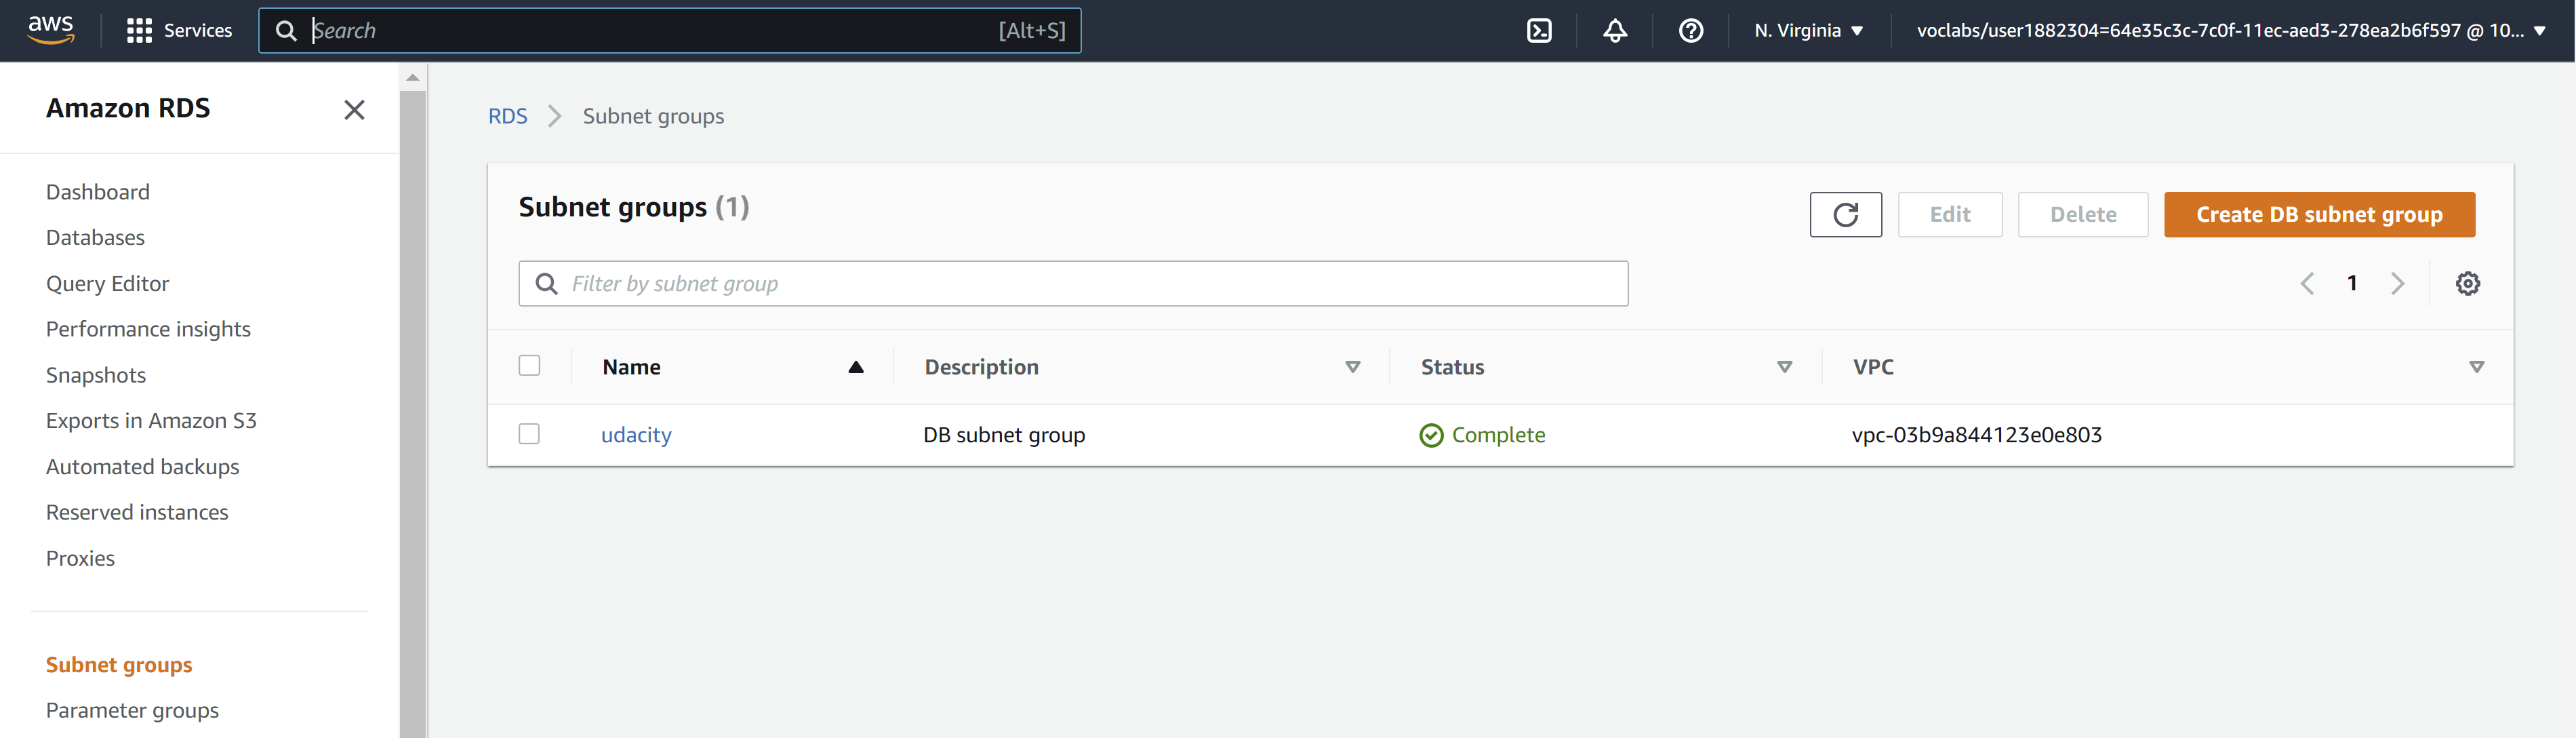 aws
Services
Search
[Alt+S]
N. Virginia
voclabs/user1882304=64e35c3c-7c0f-11ec-aed3-278ea2b6f597 @ 10...
Amazon RDS
Dashboard
Databases
Query Editor
Performance insights
Snapshots
Exports in Amazon S3
Automated backups
Reserved instances
Proxies
Subnet groups
Parameter groups
RDS
Subnet groups
Subnet groups (1)
Edit
Delete
Create DB subnet group
Filter by subnet group
1
Name
Description
Status
VPC
udacity
DB subnet group
Complete
vpc-03b9a844123e0e803